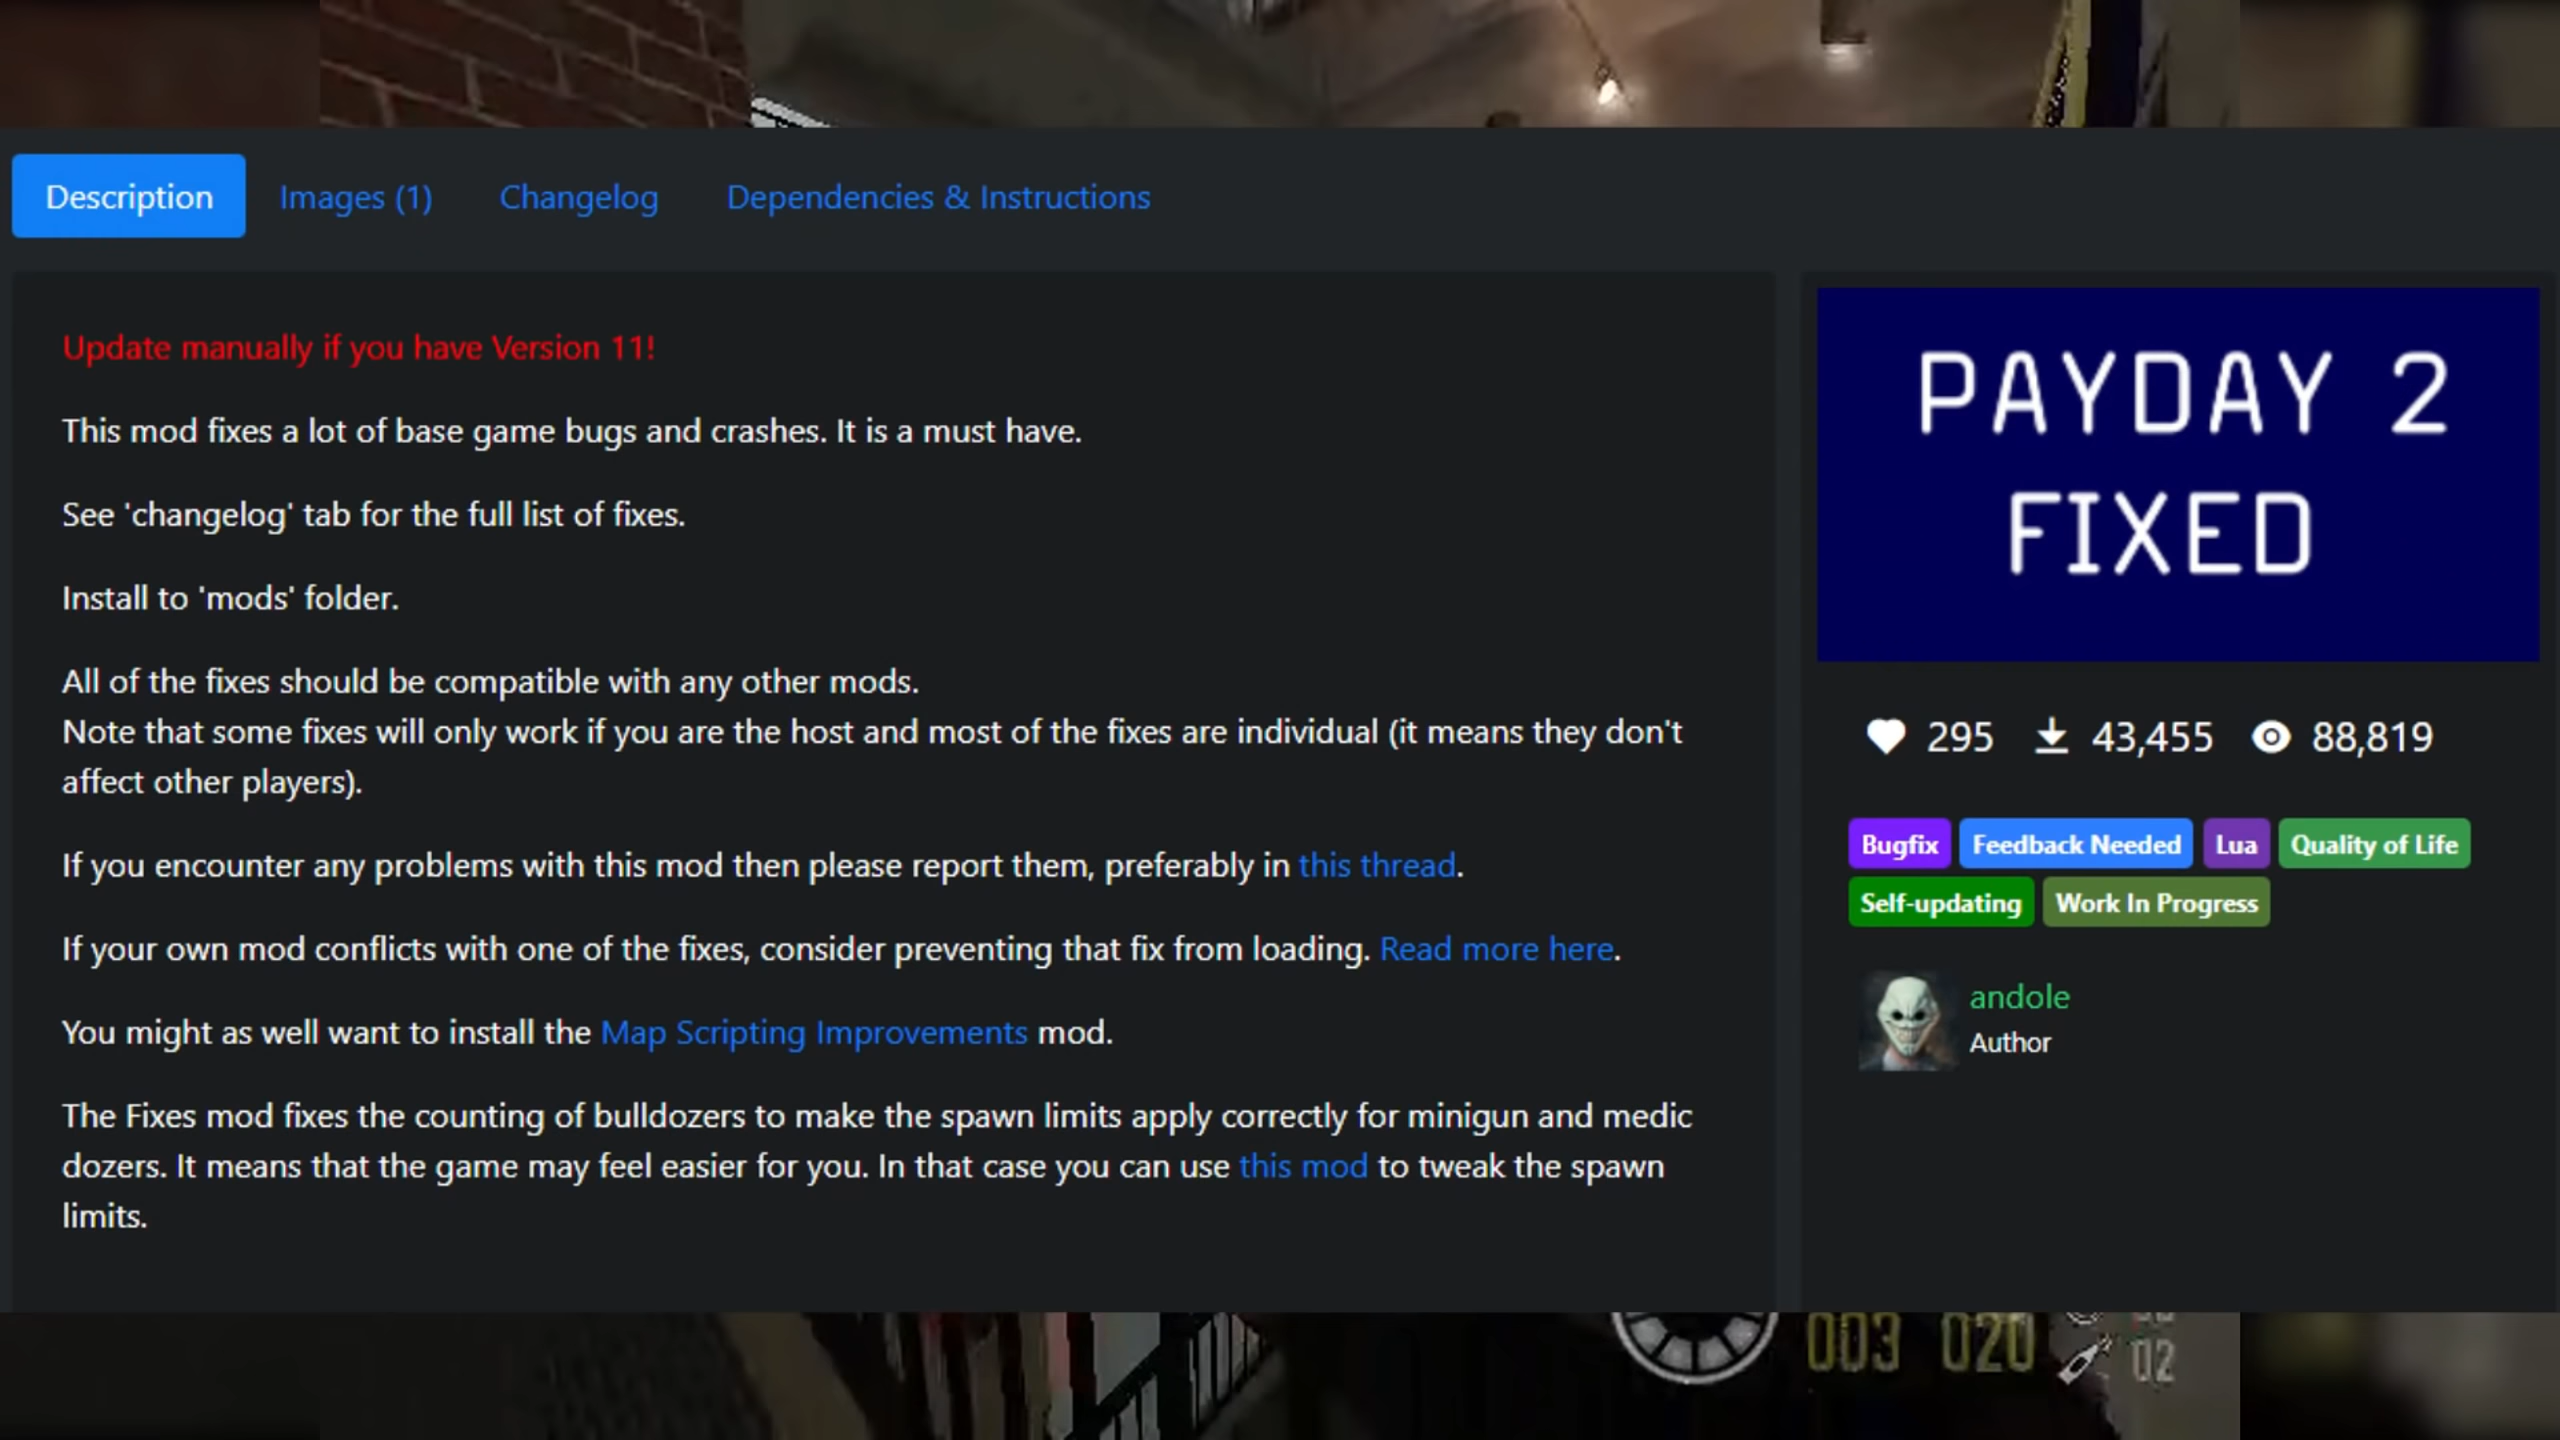 Description
Images (1)
Changelog
Dependencies & Instructions
Update manually if you have Version 11!
This mod fixes a lot of base game bugs and crashes. It is a must have.
See 'changelog' tab for the full list of fixes.
Install to 'mods' folder.
All of the fixes should be compatible with any other mods.
Note that some fixes will only work if you are the host and most of the fixes are individual (it means they don't
affect other players).
If you encounter any problems with this mod then please report them, preferably in this thread.
If your own mod conflicts with one of the fixes, consider preventing that fix from loading. Read more here.
You might as well want to install the Map Scripting Improvements mod.
The Fixes mod fixes the counting of bulldozers to make the spawn limits apply correctly for minigun and medic
dozers. It means that the game may feel easier for you. In that case you can use this mod to tweak the spawn
limits.
PAYDAY 2
FIXED
295 43,455 88,819
Bugfix Feedback Needed Lua Quality of Life
Self-updating Work In Progress
andole
Author
003 020
02